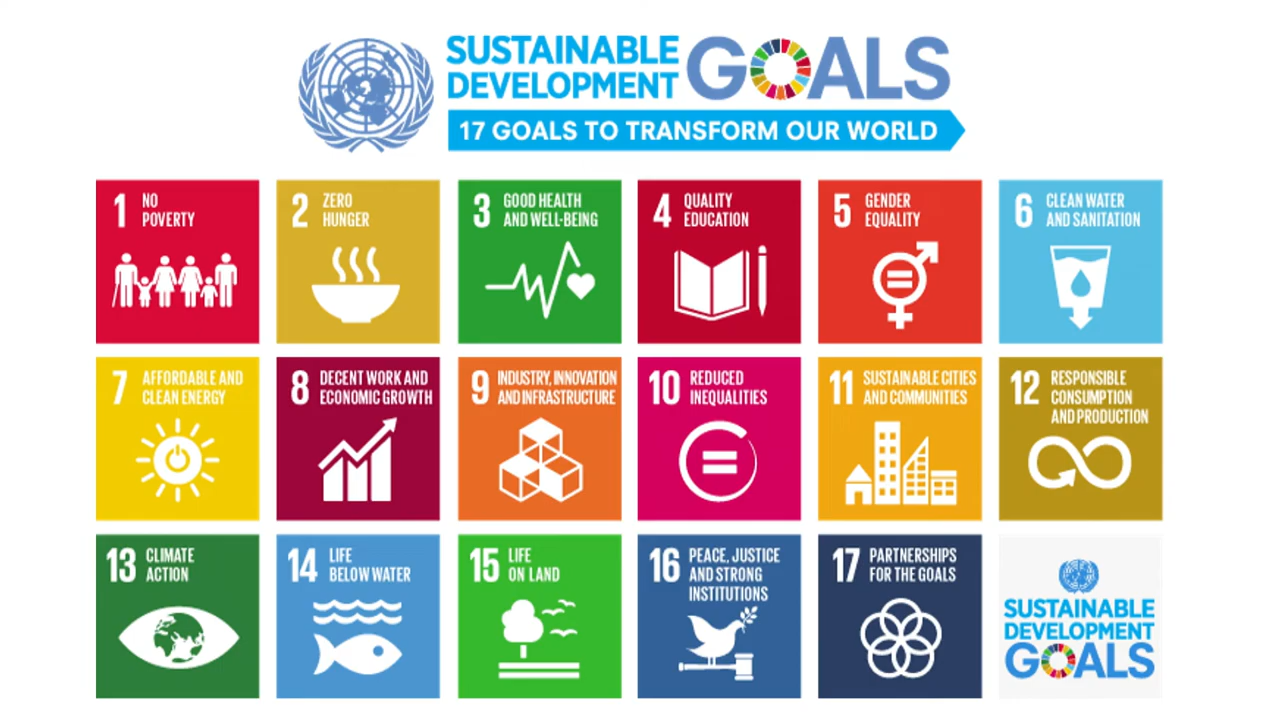 SUSTAINABLE
DEVELOPMENT
GOALS
17 GOALS TO TRANSFORM OUR WORLD
1 NO
POVERTY
2 ZERO
HUNGER
3 GOOD HEALTH
AND WELL-BEING
4 QUALITY
EDUCATION
5 GENDER
EQUALITY
6 CLEAN WATER
AND SANITATION
7 AFFORDABLE AND
CLEAN ENERGY
8 DECENT WORK AND
ECONOMIC GROWTH
9 INDUSTRY, INNOVATION
AND INFRASTRUCTURE
10 REDUCED
INEQUALITIES
11 SUSTAINABLE CITIES
AND COMMUNITIES
12 RESPONSIBLE
CONSUMPTION
AND PRODUCTION
13 CLIMATE
ACTION
14 LIFE
BELOW WATER
15 LIFE
ON LAND
16 PEACE, JUSTICE
AND STRONG
INSTITUTIONS
17 PARTNERSHIPS
FOR THE GOALS
SUSTAINABLE
DEVELOPMENT
GOALS